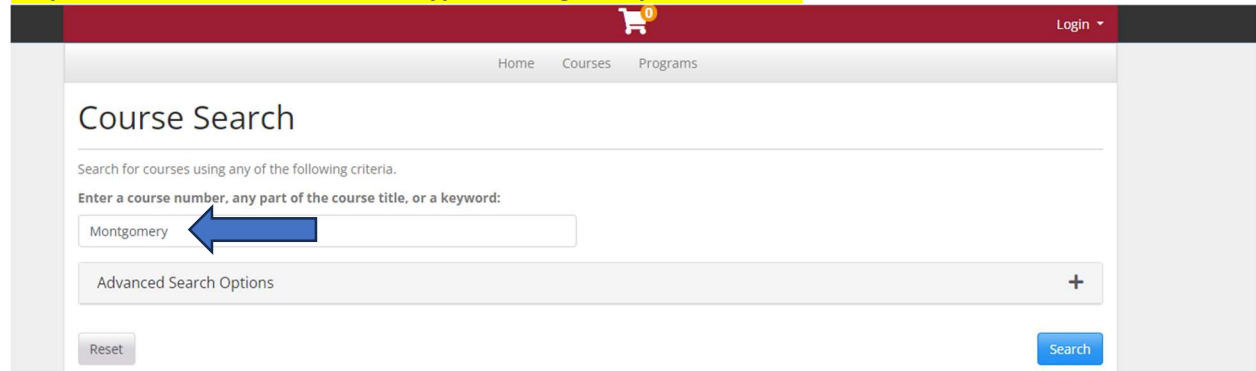 0
Login
Home Courses Programs
Course Search
Search for courses using any of the following criteria.
Enter a course number, any part of the course title, or a keyword:
Montgomery
Advanced Search Options
+
Reset
Search